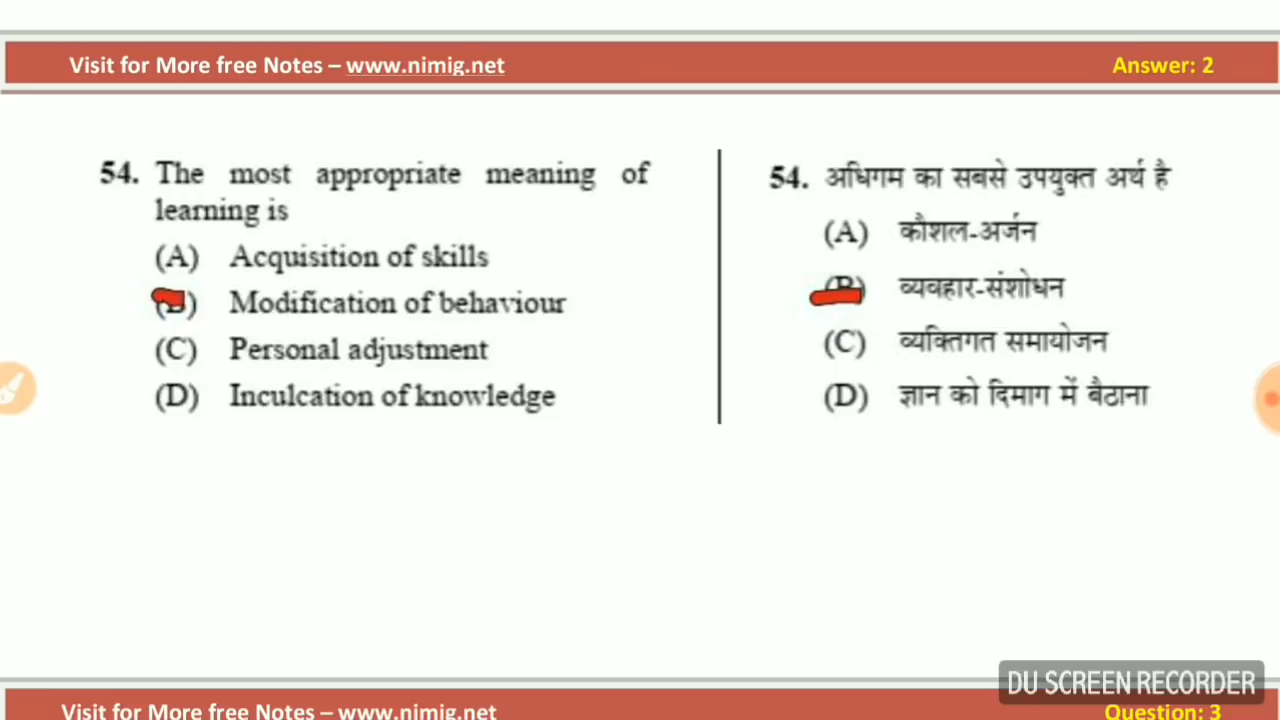 Visit for More free Notes – www.nimig.net
Answer: 2
54. The most appropriate meaning of
learning is
(A) Acquisition of skills
Modification of behaviour
(C) Personal adjustment
(D) Inculcation of knowledge
54. अधिगम का सबसे उपयुक्त अर्थ है
(A) कौशल-अर्जन
(B) व्यवहार-संशोधन
(C) व्यक्तिगत समायोजन
(D) ज्ञान को दिमाग में बैठाना
DU SCREEN RECORDER
Visit for More free Notes – www.nimig.net
Question: 3